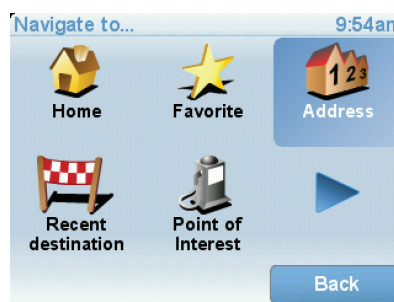 Navigate to...
9:54am
Home
Favorite
123
Address
Recent
destination
Point of
Interest
Back